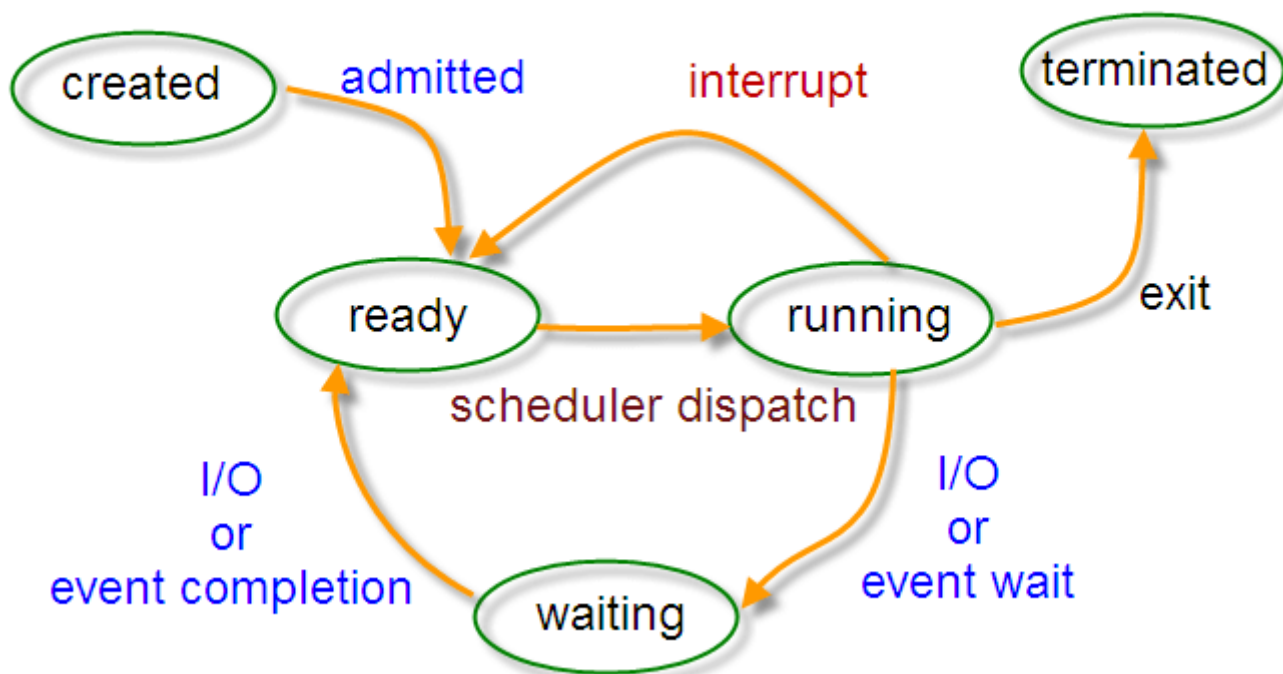 created
admitted
interrupt
terminated
ready
running
exit
scheduler dispatch
I/O
or
event completion
I/O
or
event wait
waiting